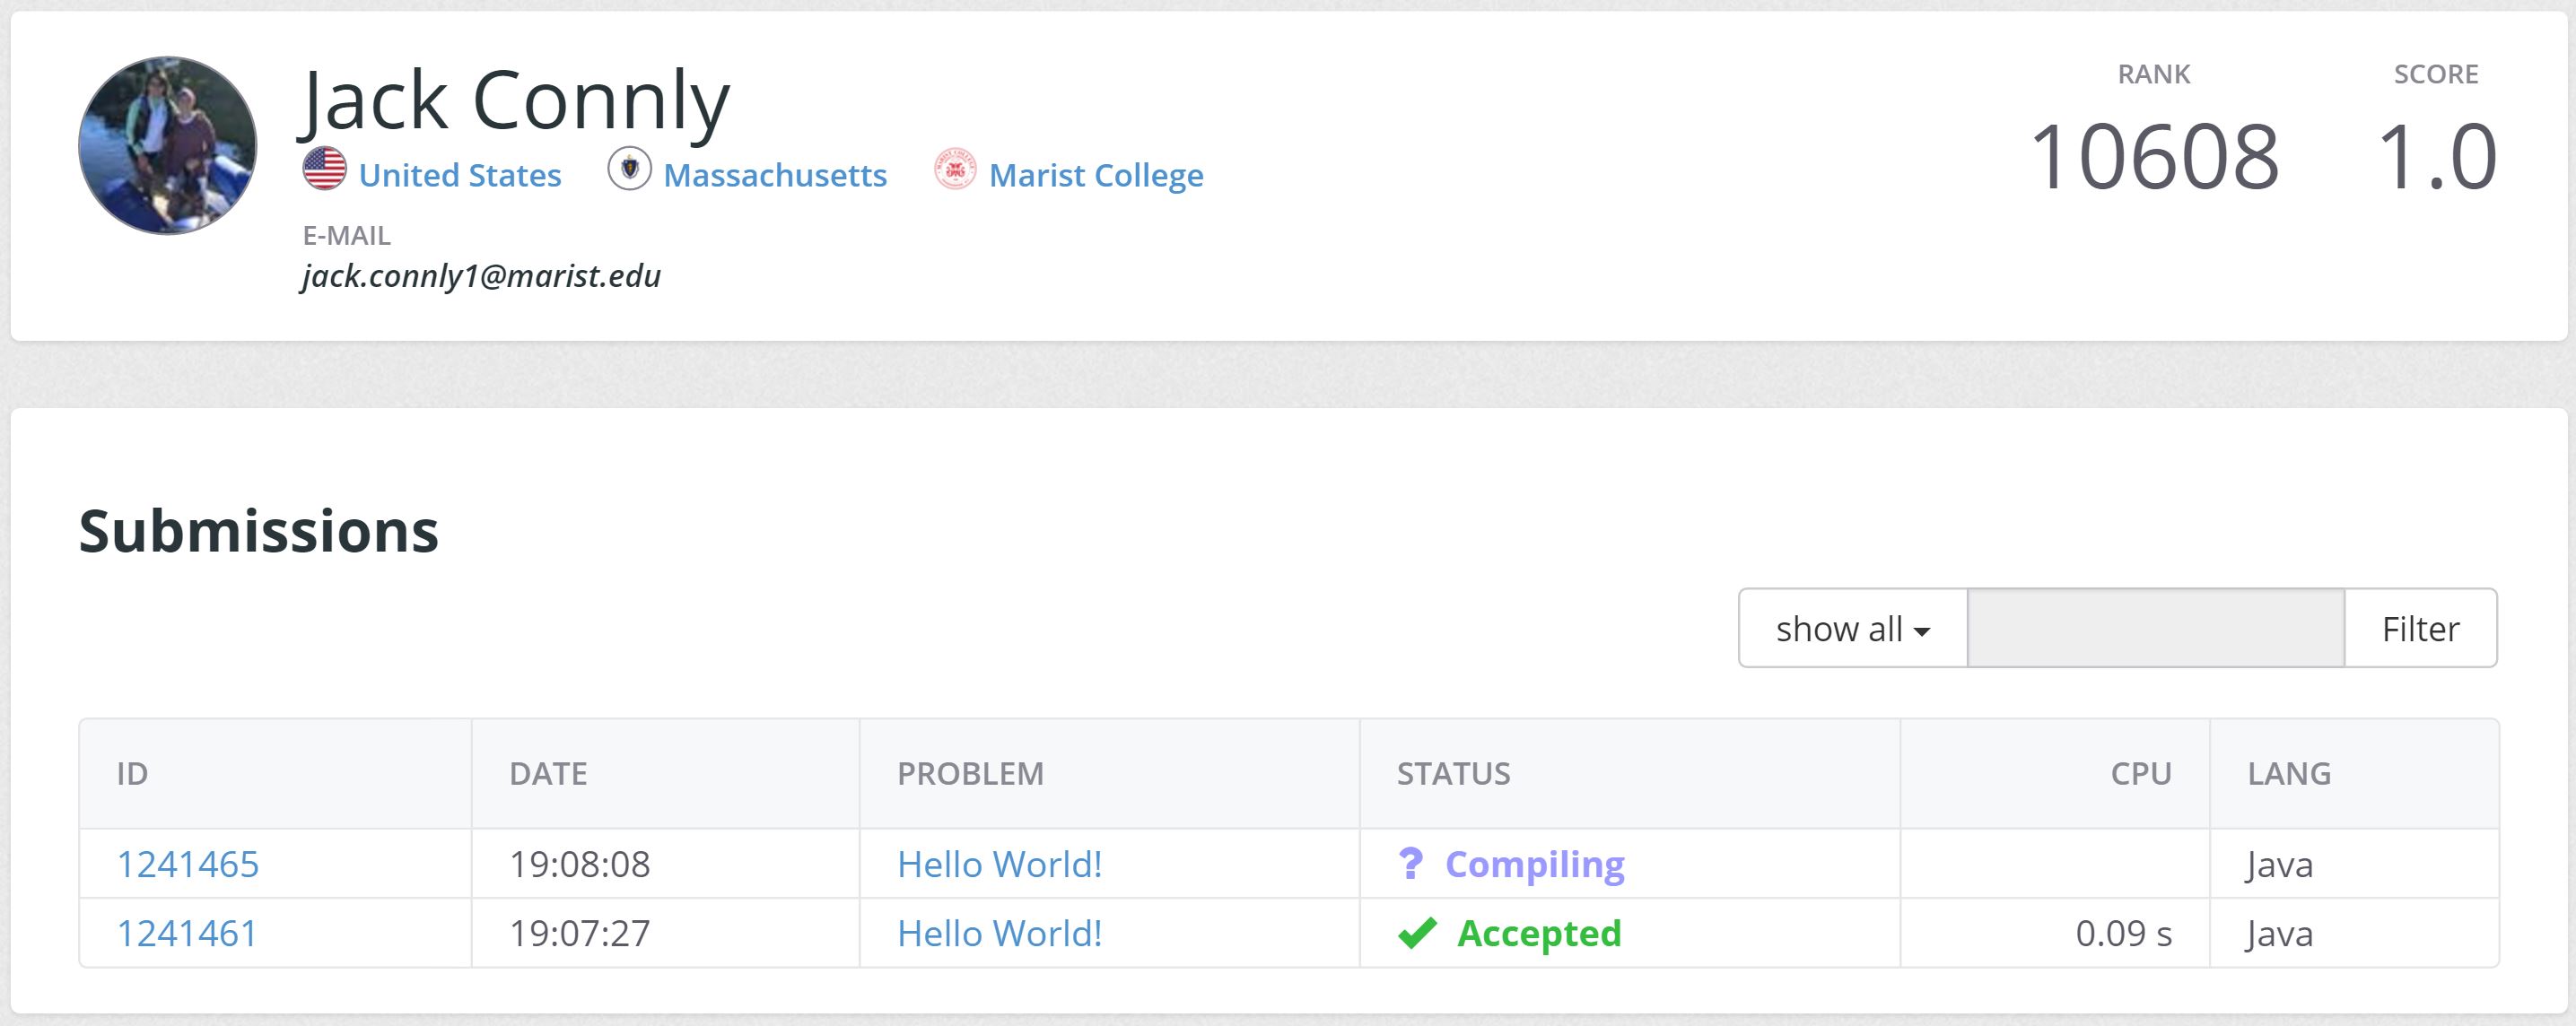 Jack Connly
United States Massachusetts Marist College
E-MAIL
jack.connly1@marist.edu
RANK
10608
SCORE
1.0
Submissions
show all Filter
ID DATE PROBLEM STATUS CPU LANG
1241465 19:08:08 Hello World! ? Compiling Java
1241461 19:07:27 Hello World! Accepted 0.09 s Java